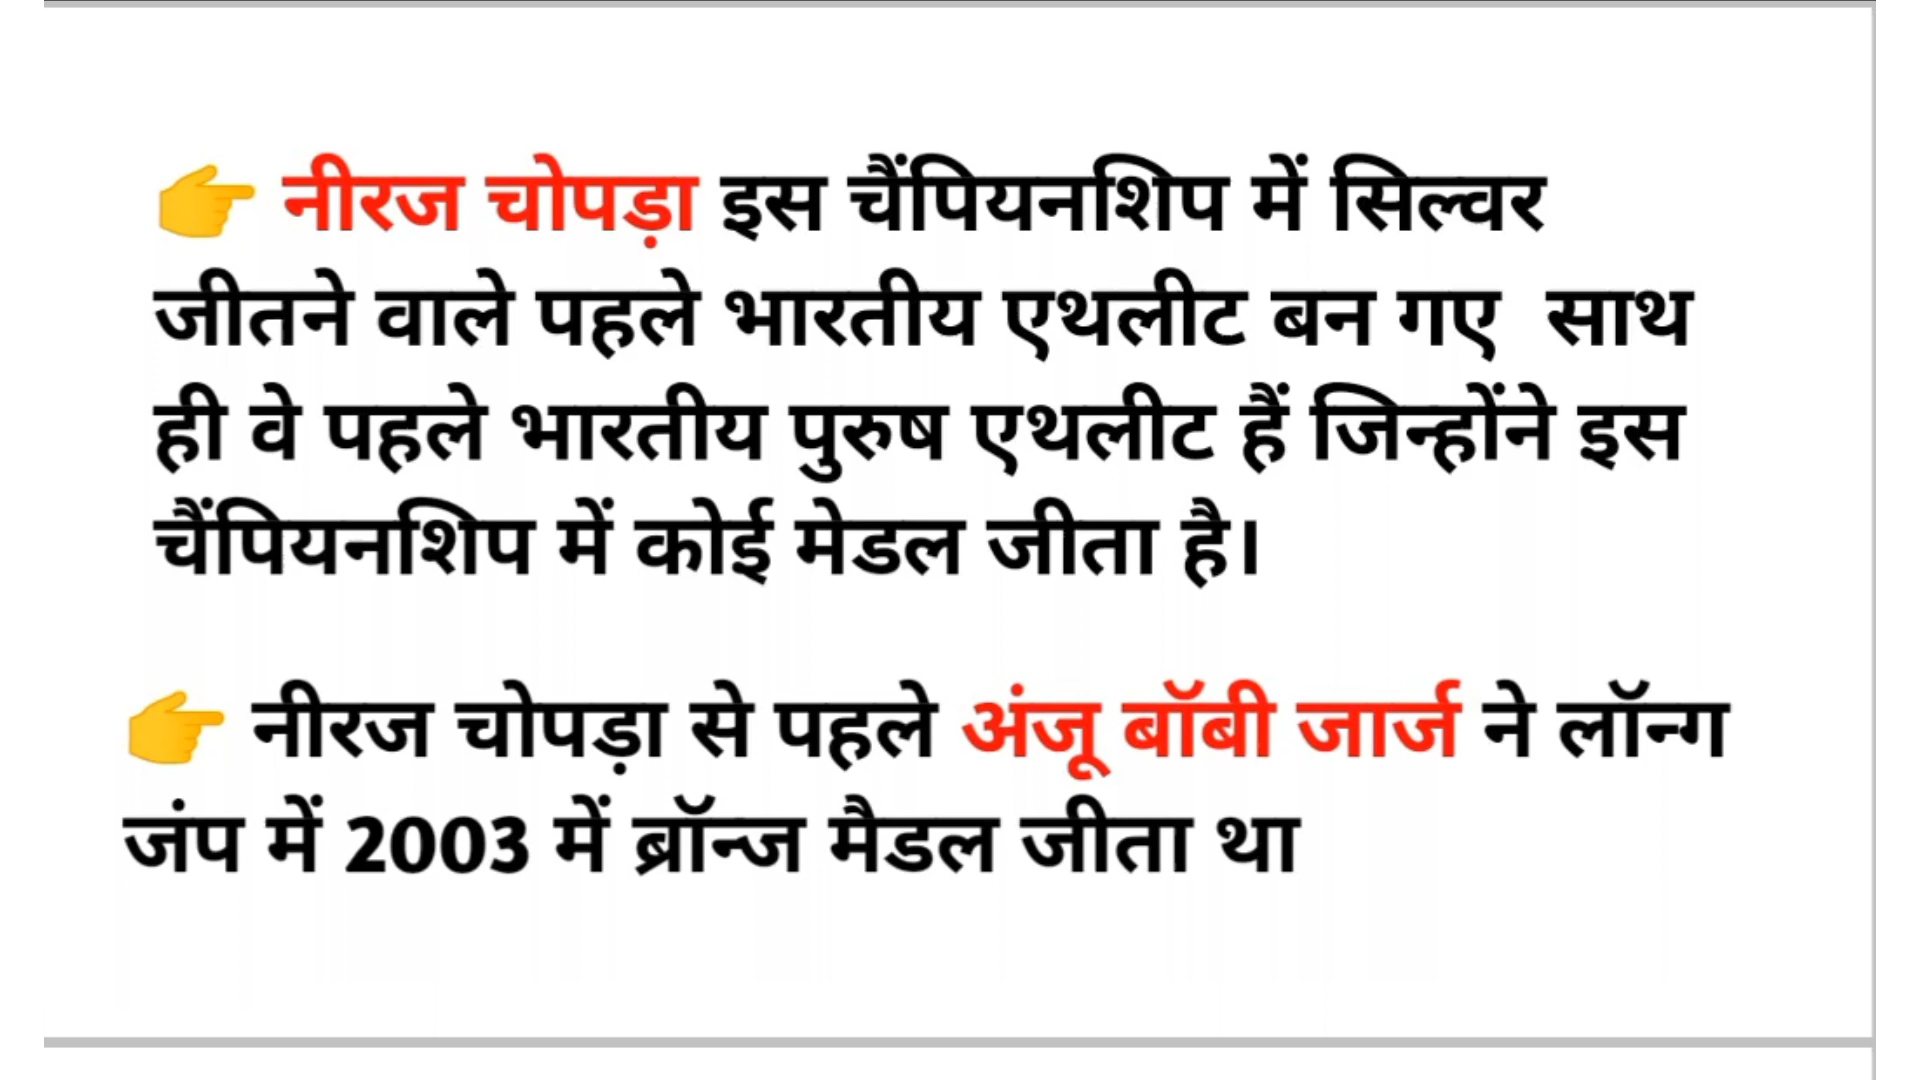 👉 नीरज चोपड़ा इस चैंपियनशिप में सिल्वर
जीतने वाले पहले भारतीय एथलीट बन गए  साथ
ही वे पहले भारतीय पुरुष एथलीट हैं जिन्होंने इस
चैंपियनशिप में कोई मेडल जीता है।
👉 नीरज चोपड़ा से पहले अंजू बॉबी जार्ज ने लॉन्ग
जंप में 2003 में ब्रॉन्ज मैडल जीता था